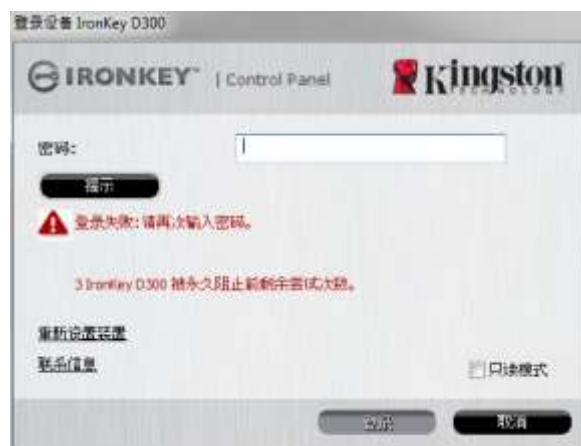 登录设备 IronKey D300
IRONKEY™ | Control Panel
Kingston
TECHNOLOGY
密码:
提示
登录失败: 请再次输入密码。
3 IronKey D300 被永久阻止前剩余尝试次数。
重新设置装置
联系信息
只读模式
登录
取消